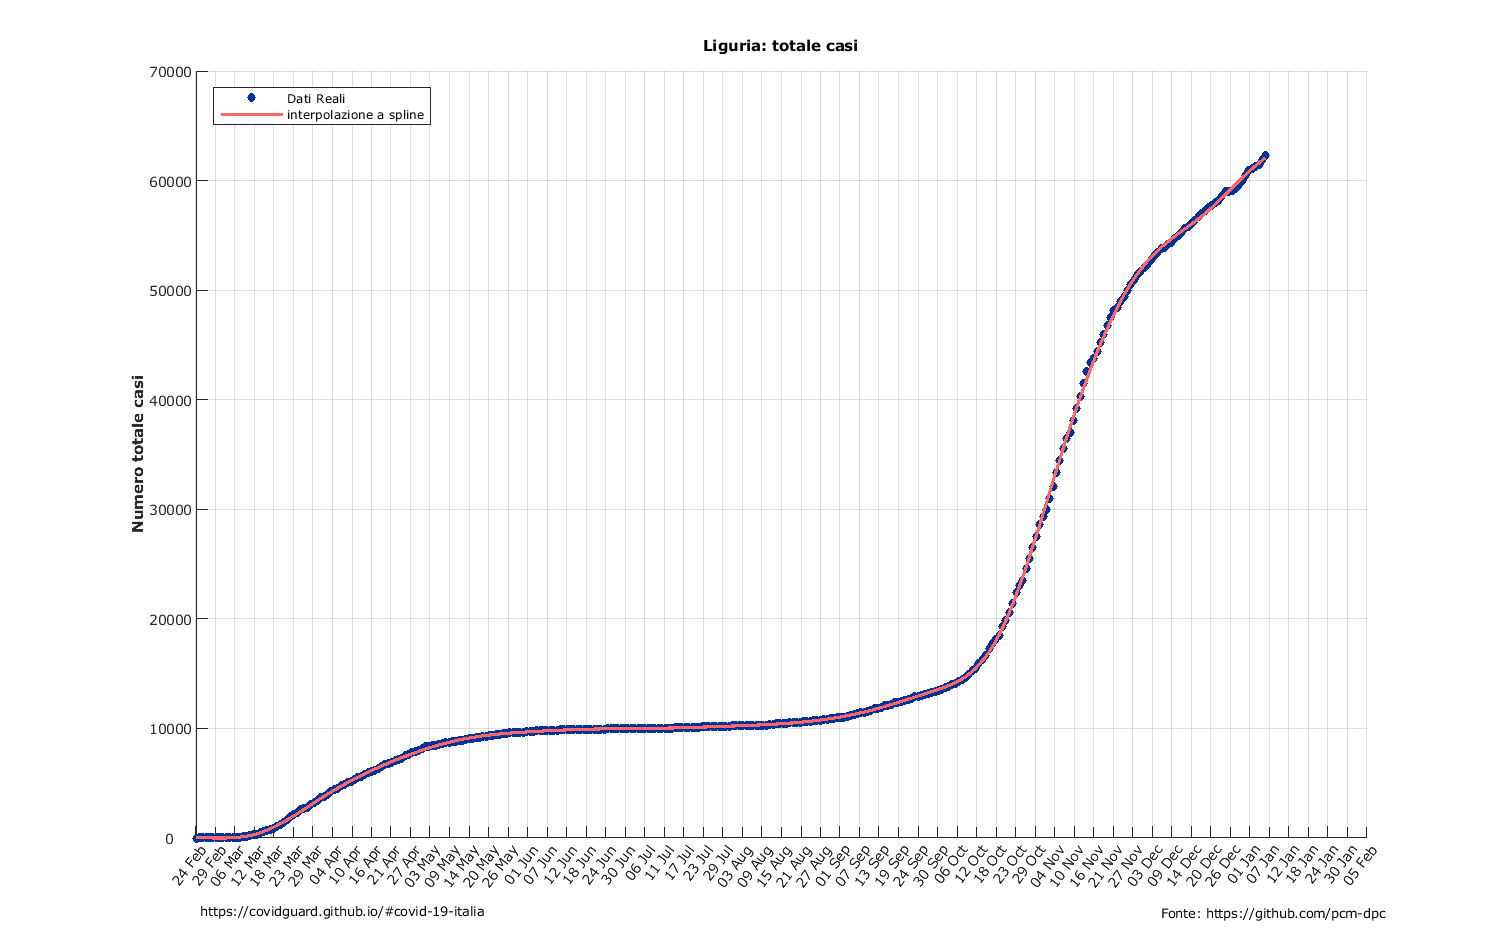 Liguria: totale casi
70000
60000
50000
40000
30000
20000
10000
0
Dati Reali
interpolazione a spline
Numero totale casi
24 Feb
29 Feb
06 Mar
12 Mar
18 Mar
23 Mar
29 Mar
04 Apr
10 Apr
16 Apr
21 Apr
27 Apr
03 May
09 May
14 May
20 May
26 May
01 Jun
07 Jun
12 Jun
18 Jun
24 Jun
30 Jun
06 Jul
11 Jul
17 Jul
23 Jul
29 Jul
03 Aug
09 Aug
15 Aug
21 Aug
27 Aug
01 Sep
07 Sep
13 Sep
19 Sep
24 Sep
30 Sep
06 Oct
12 Oct
18 Oct
23 Oct
29 Oct
04 Nov
10 Nov
16 Nov
21 Nov
27 Nov
03 Dec
09 Dec
14 Dec
20 Dec
26 Dec
01 Jan
07 Jan
12 Jan
18 Jan
24 Jan
30 Jan
05 Feb
https://covidguard.github.io/#covid-19-italia
Fonte: https://github.com/pcm-dpc